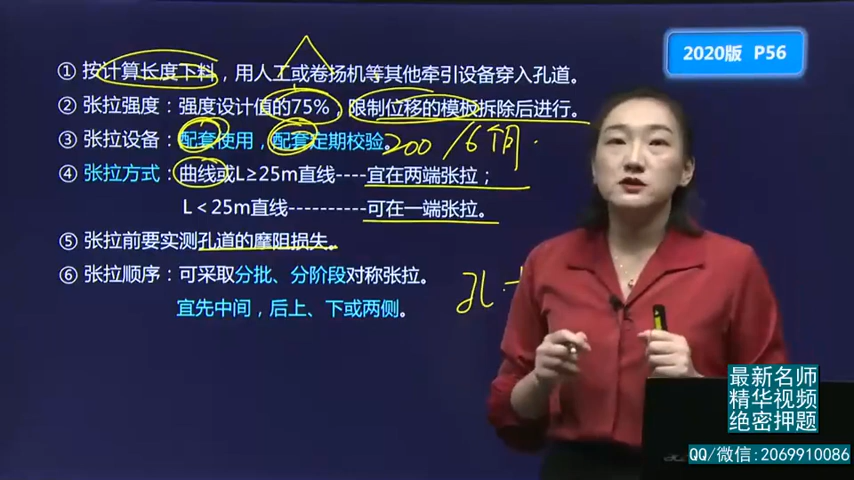 2020版 P56
① 按计算长度下料，用人工或卷扬机等其他牵引设备穿入孔道。
② 张拉强度：强度设计值的75%，限制位移的模板拆除后进行。
③ 张拉设备：配套使用，配套定期校验。200/6个月.
④ 张拉方式：曲线或L≥25m直线----宜在两端张拉；
L＜25m直线----------可在一端张拉。
⑤ 张拉前要实测孔道的摩阻损失。
⑥ 张拉顺序：可采取分批、分阶段对称张拉。
宜先中间，后上、下或两侧。
孔
最新名师
精华视频
绝密押题
QQ/微信:2069910086